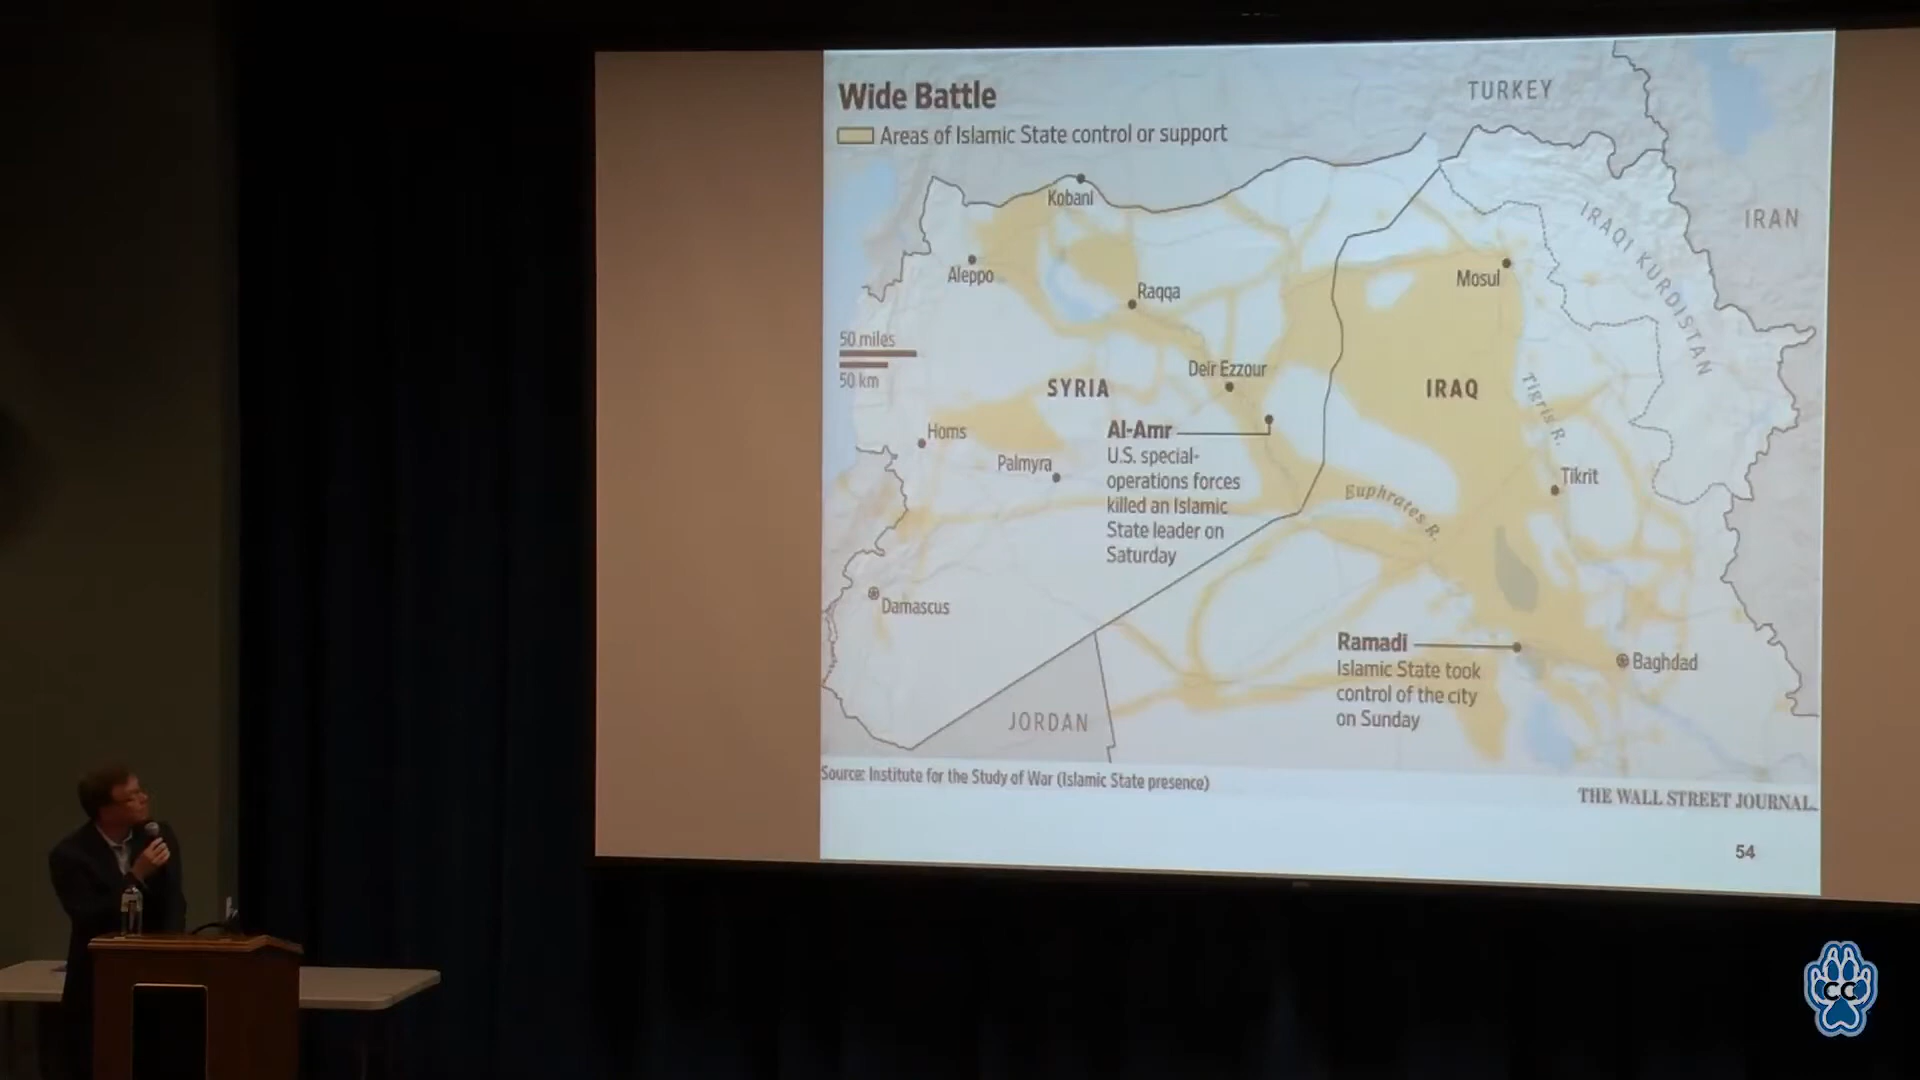 Wide Battle
Areas of Islamic State control or support
TURKEY
IRAN
IRAQI KURDISTAN
Kobani
Aleppo
Raqqa
Mosul
50 miles
50 km
SYRIA
Deir Ezzour
IRAQ
Tigris R.
Homs
Palmyra
Al-Amr
U.S. special-
operations forces
killed an Islamic
State leader on
Saturday
Euphrates R.
Tikrit
Damascus
Ramadi
Islamic State took
control of the city
on Sunday
Baghdad
JORDAN
Source: Institute for the Study of War (Islamic State presence)
THE WALL STREET JOURNAL.
54
CC